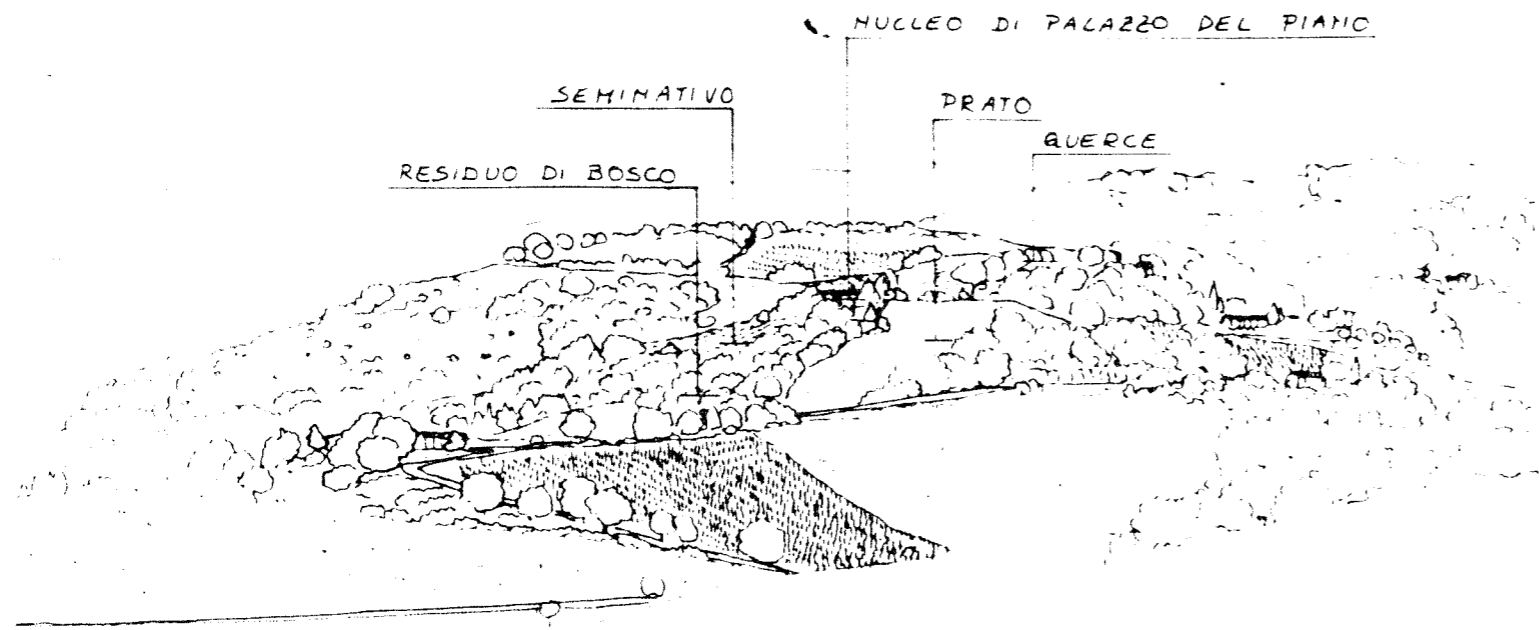 NUCLEO DI PALAZZO DEL PIANO
SEMINATIVO
PRATO
QUERCE
RESIDUO DI BOSCO